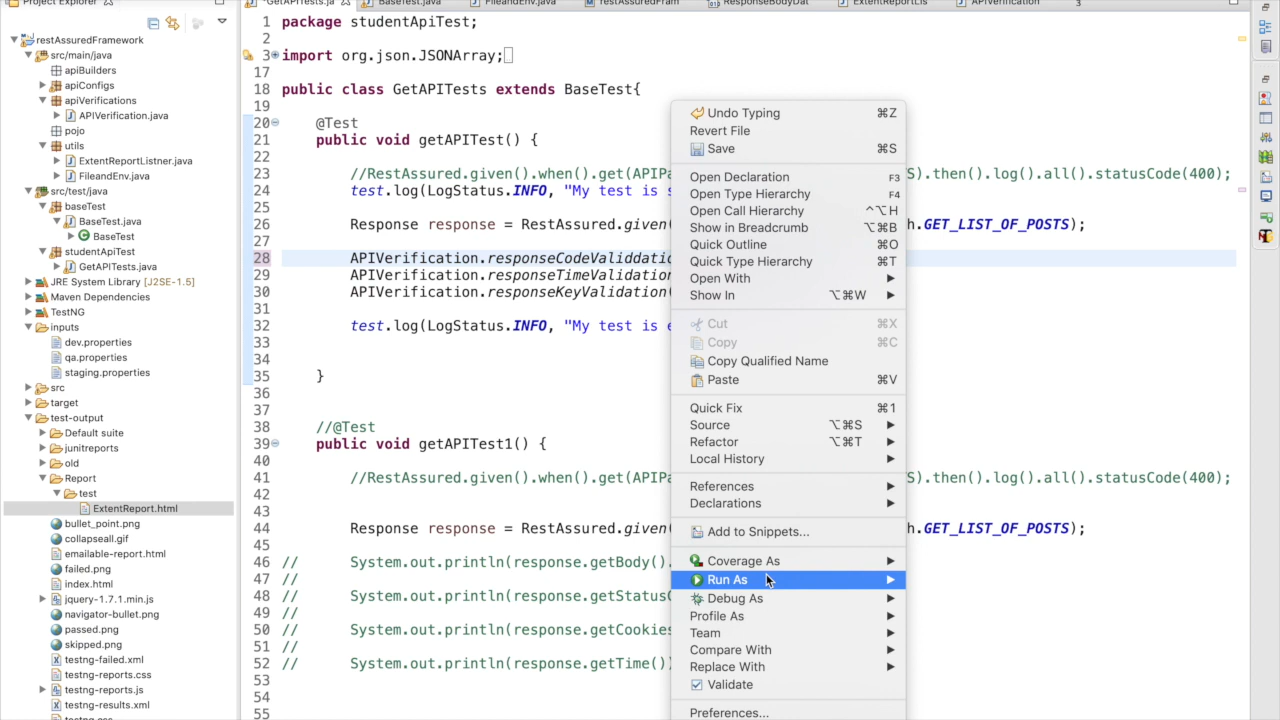 Project Explorer
restAssuredFramework
src/main/java
apiBuilders
apiConfigs
apiVerifications
APIVerification.java
pojo
utils
ExtentReportListner.java
FileandEnv.java
src/test/java
baseTest
BaseTest.java
BaseTest
studentApiTest
GetAPITests.java
JRE System Library [J2SE-1.5]
Maven Dependencies
TestNG
inputs
dev.properties
qa.properties
staging.properties
src
target
test-output
Default suite
junitreports
old
Report
test
ExtentReport.html
bullet_point.png
collapseall.gif
emailable-report.html
failed.png
index.html
jquery-1.7.1.min.js
navigator-bullet.png
passed.png
skipped.png
testng-failed.xml
testng-reports.css
testng-reports.js
testng-results.xml
testng.css
*GetAPITests.ja BaseTest.java FileandEnv.java RestAssuredFram ResponseBodyDat ExtentReportLis APIVerification 3
1 package studentApiTest;
2
3 import org.json.JSONArray;
17
18 public class GetAPITests extends BaseTest{
19
20 @Test
21 public void getAPITest() {
22
23 //RestAssured.given().when().get(APIPa S).then().log().all().statusCode(400);
24 test.log(LogStatus.INFO, "My test is s
25
26 Response response = RestAssured.given( h.GET_LIST_OF_POSTS);
27
28 APIVerification.responseCodeValiddatio
29 APIVerification.responseTimeValidation
30 APIVerification.responseKeyValidation(
31
32 test.log(LogStatus.INFO, "My test is e
33
34
35 }
36
37
38 //@Test
39 public void getAPITest1() {
40
41 //RestAssured.given().when().get(APIPa S).then().log().all().statusCode(400);
42
43
44 Response response = RestAssured.given( h.GET_LIST_OF_POSTS);
45
46 // System.out.println(response.getBody().
47 //
48 // System.out.println(response.getStatusC
49 //
50 // System.out.println(response.getCookies
51 //
52 // System.out.println(response.getTime())
53
54
55
Undo Typing ⌘Z
Revert File
Save ⌘S
Open Declaration F3
Open Type Hierarchy F4
Open Call Hierarchy ^⌥H
Show in Breadcrumb ⌥⌘B
Quick Outline ⌘O
Quick Type Hierarchy ⌘T
Open With
Show In ⌥⌘W
Cut ⌘X
Copy ⌘C
Copy Qualified Name
Paste ⌘V
Quick Fix ⌘1
Source ⌥⌘S
Refactor ⌥⌘T
Local History
References
Declarations
Add to Snippets...
Coverage As
Run As
Debug As
Profile As
Team
Compare With
Replace With
Validate
Preferences...